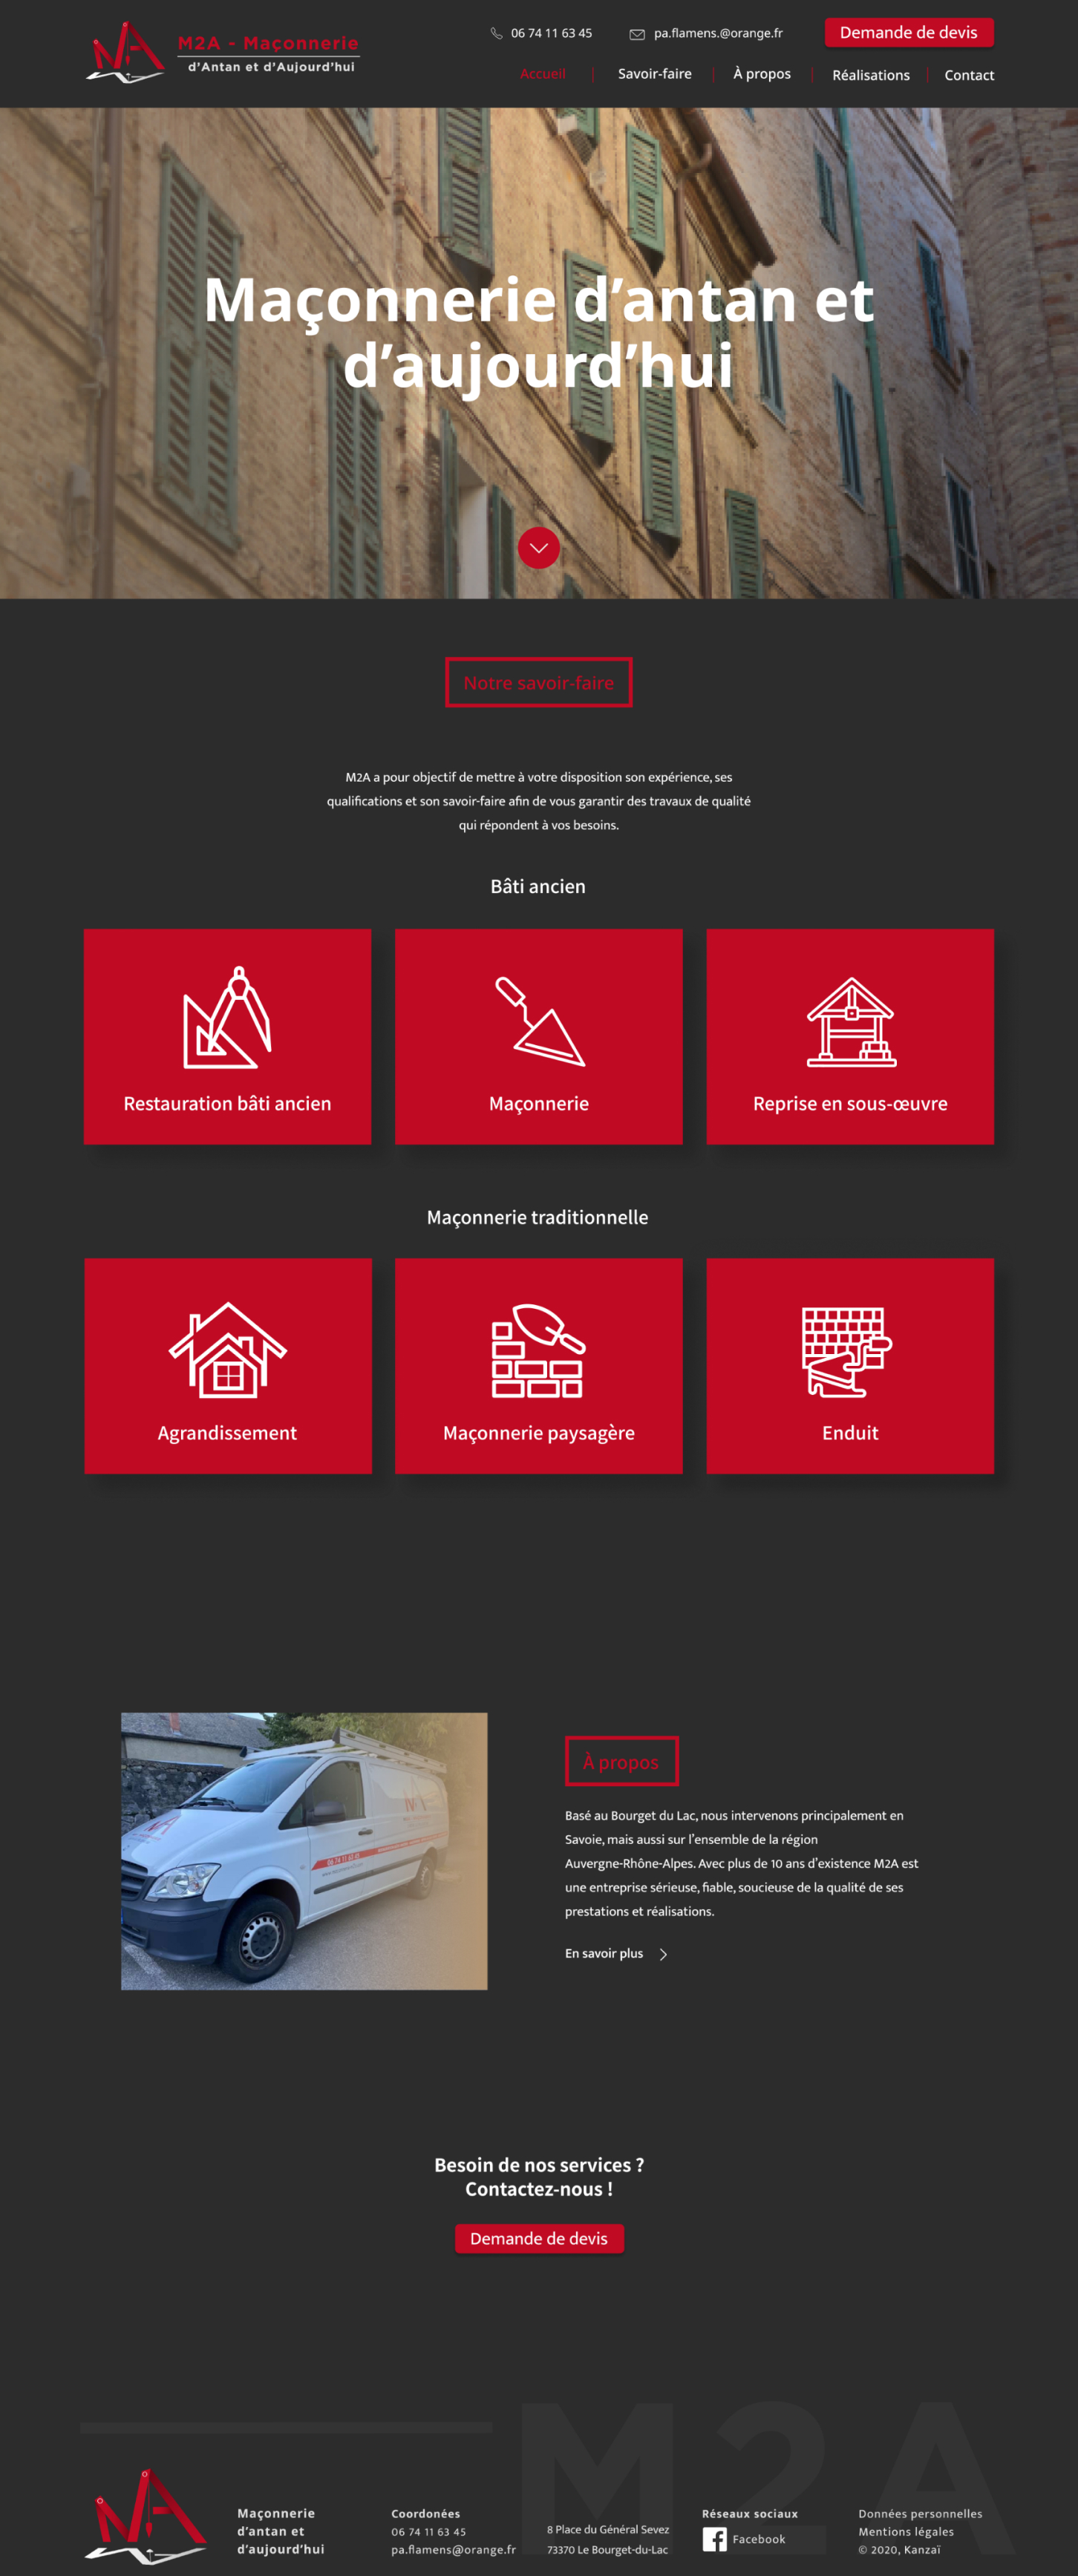 M2A - Maçonnerie
d'Antan et d'Aujourd'hui
06 74 11 63 45
pa.flamens.@orange.fr
Demande de devis
Accueil
Savoir-faire
À propos
Réalisations
Contact
Maçonnerie d’antan et
d’aujourd’hui
Notre savoir-faire
M2A a pour objectif de mettre à votre disposition son expérience, ses
qualifications et son savoir-faire afin de vous garantir des travaux de qualité
qui répondent à vos besoins.
Bâti ancien
Restauration bâti ancien
Maçonnerie
Reprise en sous-œuvre
Maçonnerie traditionnelle
Agrandissement
Maçonnerie paysagère
Enduit
06 74 11 63 45
À propos
Basé au Bourget du Lac, nous intervenons principalement en
Savoie, mais aussi sur l’ensemble de la région
Auvergne-Rhône-Alpes. Avec plus de 10 ans d’existence M2A est
une entreprise sérieuse, fiable, soucieuse de la qualité de ses
prestations et réalisations.
En savoir plus
Besoin de nos services ?
Contactez-nous !
Demande de devis
M2A
Maçonnerie
d’antan et
d’aujourd’hui
Coordonées
06 74 11 63 45
pa.flamens@orange.fr
8 Place du Général Sevez
73370 Le Bourget-du-Lac
Réseaux sociaux
Facebook
Données personnelles
Mentions légales
© 2020, Kanzaï